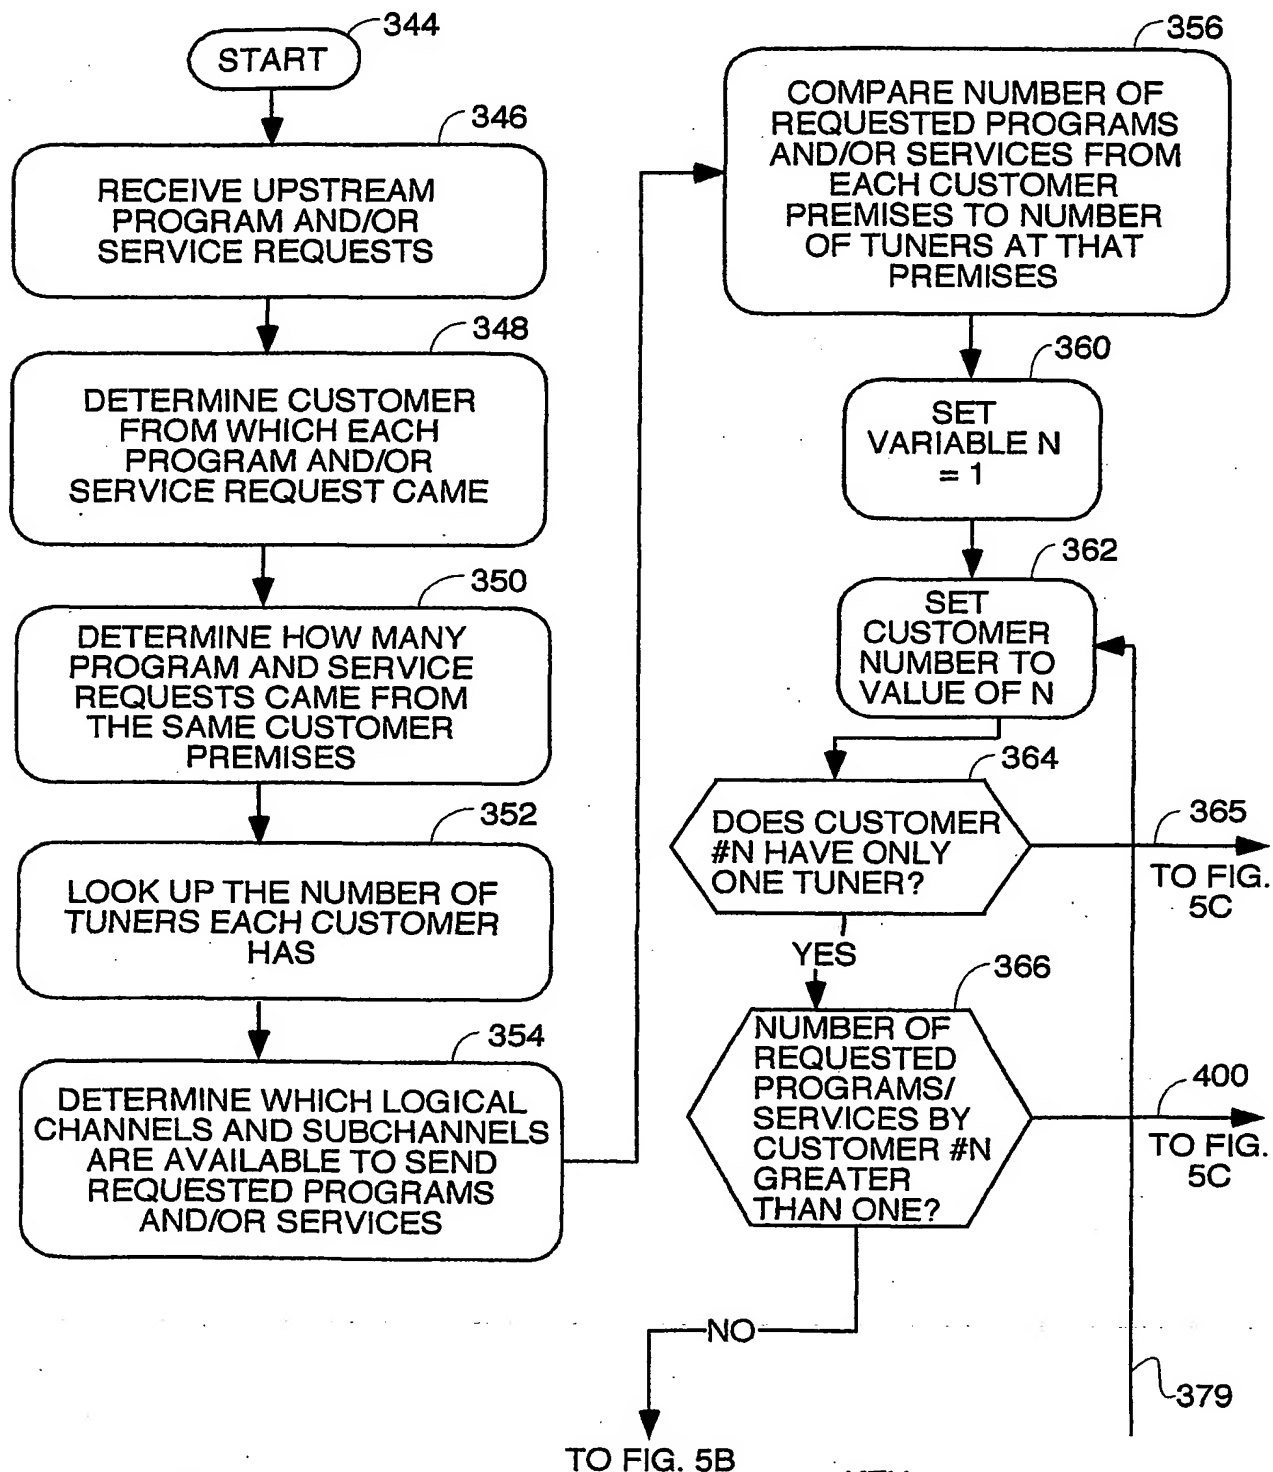 344
START
346
RECEIVE UPSTREAM
PROGRAM AND/OR
SERVICE REQUESTS
348
DETERMINE CUSTOMER
FROM WHICH EACH
PROGRAM AND/OR
SERVICE REQUEST CAME
350
DETERMINE HOW MANY
PROGRAM AND SERVICE
REQUESTS CAME FROM
THE SAME CUSTOMER
PREMISES
352
LOOK UP THE NUMBER OF
TUNERS EACH CUSTOMER
HAS
354
DETERMINE WHICH LOGICAL
CHANNELS AND SUBCHANNELS
ARE AVAILABLE TO SEND
REQUESTED PROGRAMS
AND/OR SERVICES
356
COMPARE NUMBER OF
REQUESTED PROGRAMS
AND/OR SERVICES FROM
EACH CUSTOMER
PREMISES TO NUMBER
OF TUNERS AT THAT
PREMISES
360
SET
VARIABLE N
= 1
362
SET
CUSTOMER
NUMBER TO
VALUE OF N
364
DOES CUSTOMER
#N HAVE ONLY
ONE TUNER?
365
TO FIG.
5C
YES
366
NUMBER OF
REQUESTED
PROGRAMS/
SERVICES BY
CUSTOMER #N
GREATER
THAN ONE?
400
TO FIG.
5C
NO
379
TO FIG. 5B